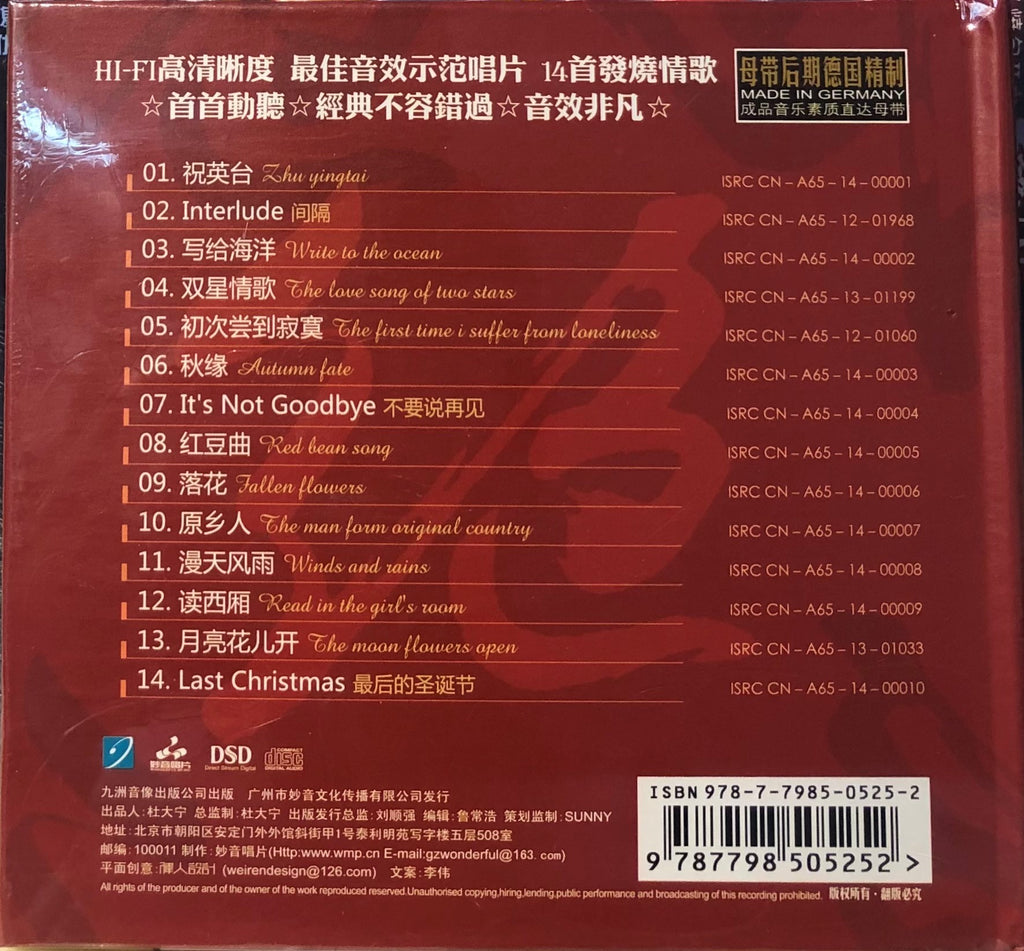 HI-FI高清晰度 最佳音效示范唱片 14首發燒情歌
☆首首動聽☆經典不容錯過☆音效非凡☆
母带后期德国精制
MADE IN GERMANY
成品音乐素质直达母带
01. 祝英台 Zhu yingtai ISRC CN – A65 – 14 – 00001
02. Interlude 间隔 ISRC CN – A65 – 12 – 01968
03. 写给海洋 Write to the ocean ISRC CN – A65 – 14 – 00002
04. 双星情歌 The love song of two stars ISRC CN – A65 – 13 – 01199
05. 初次尝到寂寞 The first time i suffer from loneliness ISRC CN – A65 – 12 – 01060
06. 秋缘 Autumn fate ISRC CN – A65 – 14 – 00003
07. It's Not Goodbye 不要说再见 ISRC CN – A65 – 14 – 00004
08. 红豆曲 Red bean song ISRC CN – A65 – 14 – 00005
09. 落花 Fallen flowers ISRC CN – A65 – 14 – 00006
10. 原乡人 The man form original country ISRC CN – A65 – 14 – 00007
11. 漫天风雨 Winds and rains ISRC CN – A65 – 14 – 00008
12. 读西厢 Read in the girl's room ISRC CN – A65 – 14 – 00009
13. 月亮花儿开 The moon flowers open ISRC CN – A65 – 13 – 01033
14. Last Christmas 最后的圣诞节 ISRC CN – A65 – 14 – 00010
妙音唱片
DSD
Direct Stream Digital
COMPACT
disc
DIGITAL AUDIO
九洲音像出版公司出版 广州市妙音文化传播有限公司发行
出品人: 杜大宁 总监制: 杜大宁 出版发行总监: 刘顺强 编辑: 鲁常浩 策划监制: SUNNY
地址: 北京市朝阳区安定门外外馆斜街甲1号泰利明苑写字楼五层508室
邮编: 100011 制作: 妙音唱片(Http:www.wmp.cn E-mail:gzwonderful@163.com)
平面创意: (weirendesign@126.com) 文案: 李伟
All rights of the producer and of the owner of the work reproduced reserved.Unauthorised copying,hiring,lending,public performance and broadcasting of this recording prohibited. 版权所有·翻版必究
ISBN 978-7-7985-0525-2
9 787798 505252 >